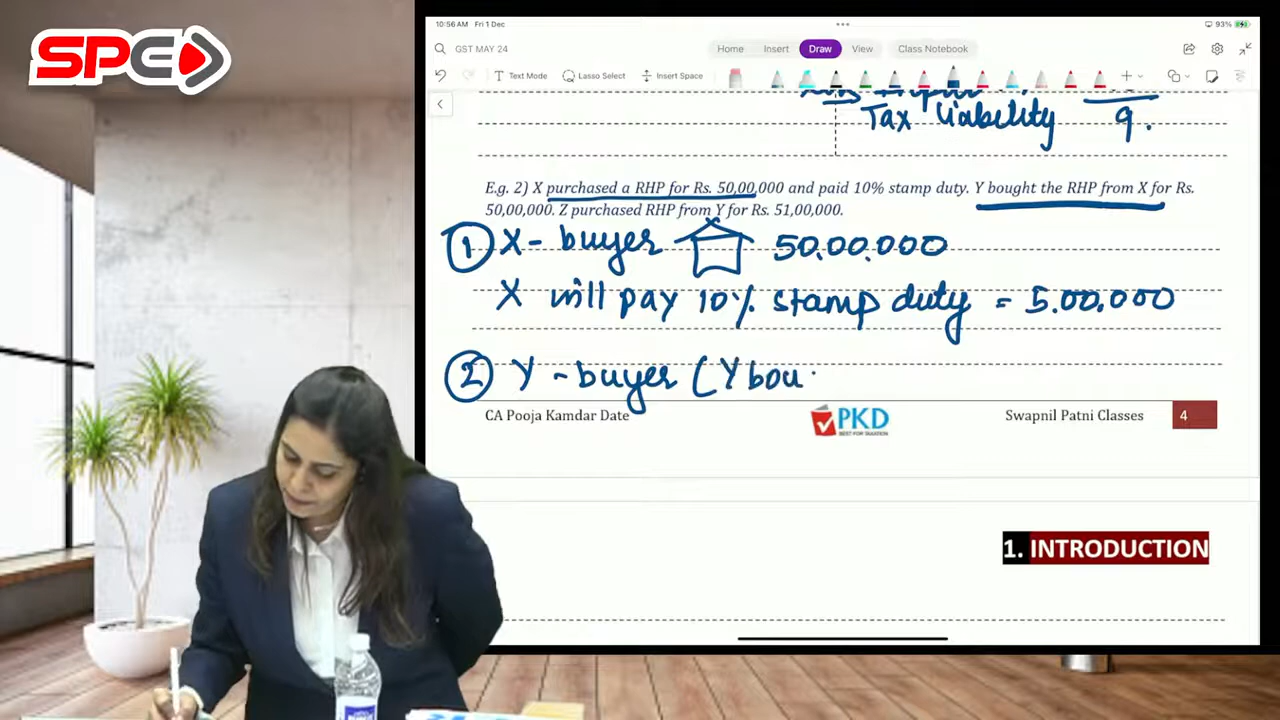 SPC
10:56 AM Fri 1 Dec
93%
GST MAY 24
Home Insert Draw View Class Notebook
Text Mode Lasso Select Insert Space
Tax Liability 9.
E.g. 2) X purchased a RHP for Rs. 50,00,000 and paid 10% stamp duty. Y bought the RHP from X for Rs.
50,00,000. Z purchased RHP from Y for Rs. 51,00,000.
1 X - buyer 50,00,000
X will pay 10% stamp duty = 5,00,000
2 Y - buyer (Y bou
CA Pooja Kamdar Date
PKD
BEST FOR TAXATION
Swapnil Patni Classes 4
1. INTRODUCTION